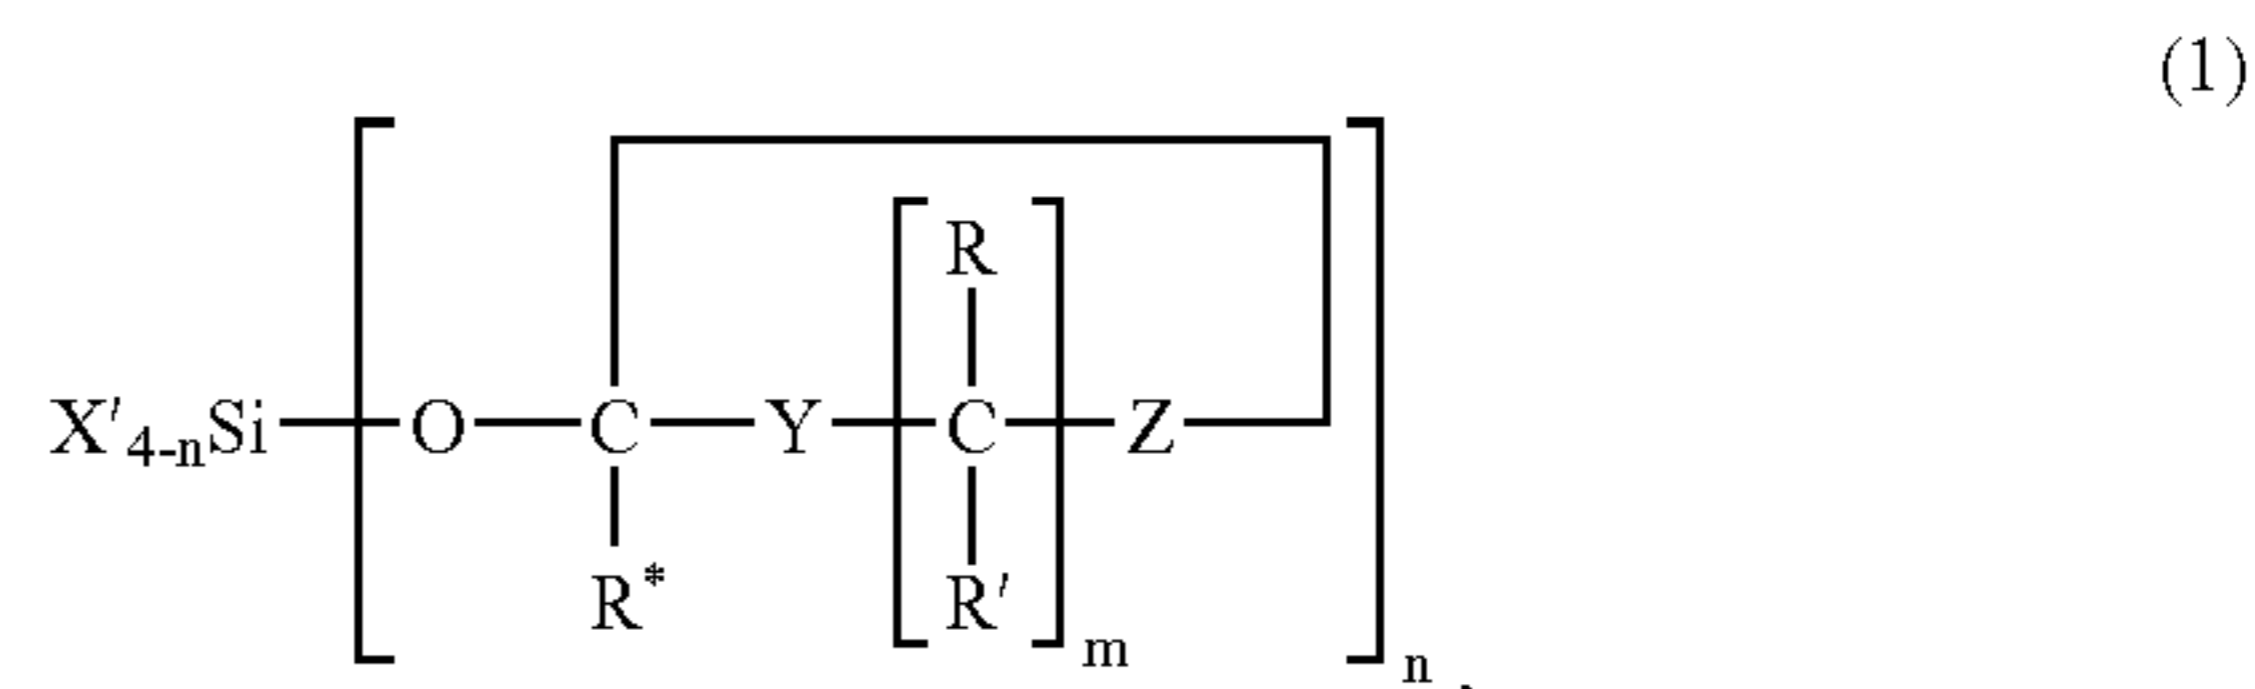 (1)
R
X'4-nSi—O—C—Y—C—Z
R* R'
m
n,